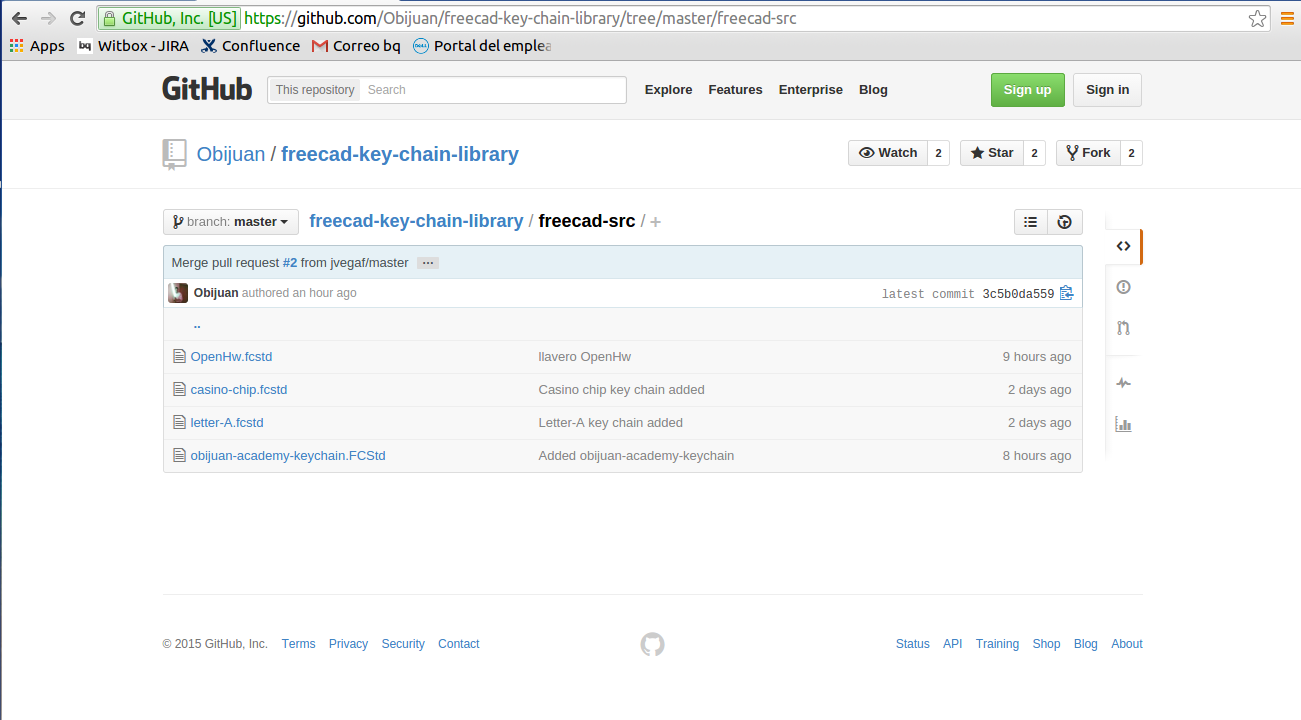 GitHub, Inc. [US] https://github.com/Obijuan/freecad-key-chain-library/tree/master/freecad-src
Apps bq Witbox - JIRA Confluence Correo bq Portal del emplea
GitHub This repository Search Explore Features Enterprise Blog Sign up Sign in
Obijuan / freecad-key-chain-library Watch 2 Star 2 Fork 2
branch: master freecad-key-chain-library / freecad-src / +
Merge pull request #2 from jvegaf/master ...
Obijuan authored an hour ago latest commit 3c5b0da559
..
OpenHw.fcstd llavero OpenHw 9 hours ago
casino-chip.fcstd Casino chip key chain added 2 days ago
letter-A.fcstd Letter-A key chain added 2 days ago
obijuan-academy-keychain.FCStd Added obijuan-academy-keychain 8 hours ago
© 2015 GitHub, Inc. Terms Privacy Security Contact Status API Training Shop Blog About